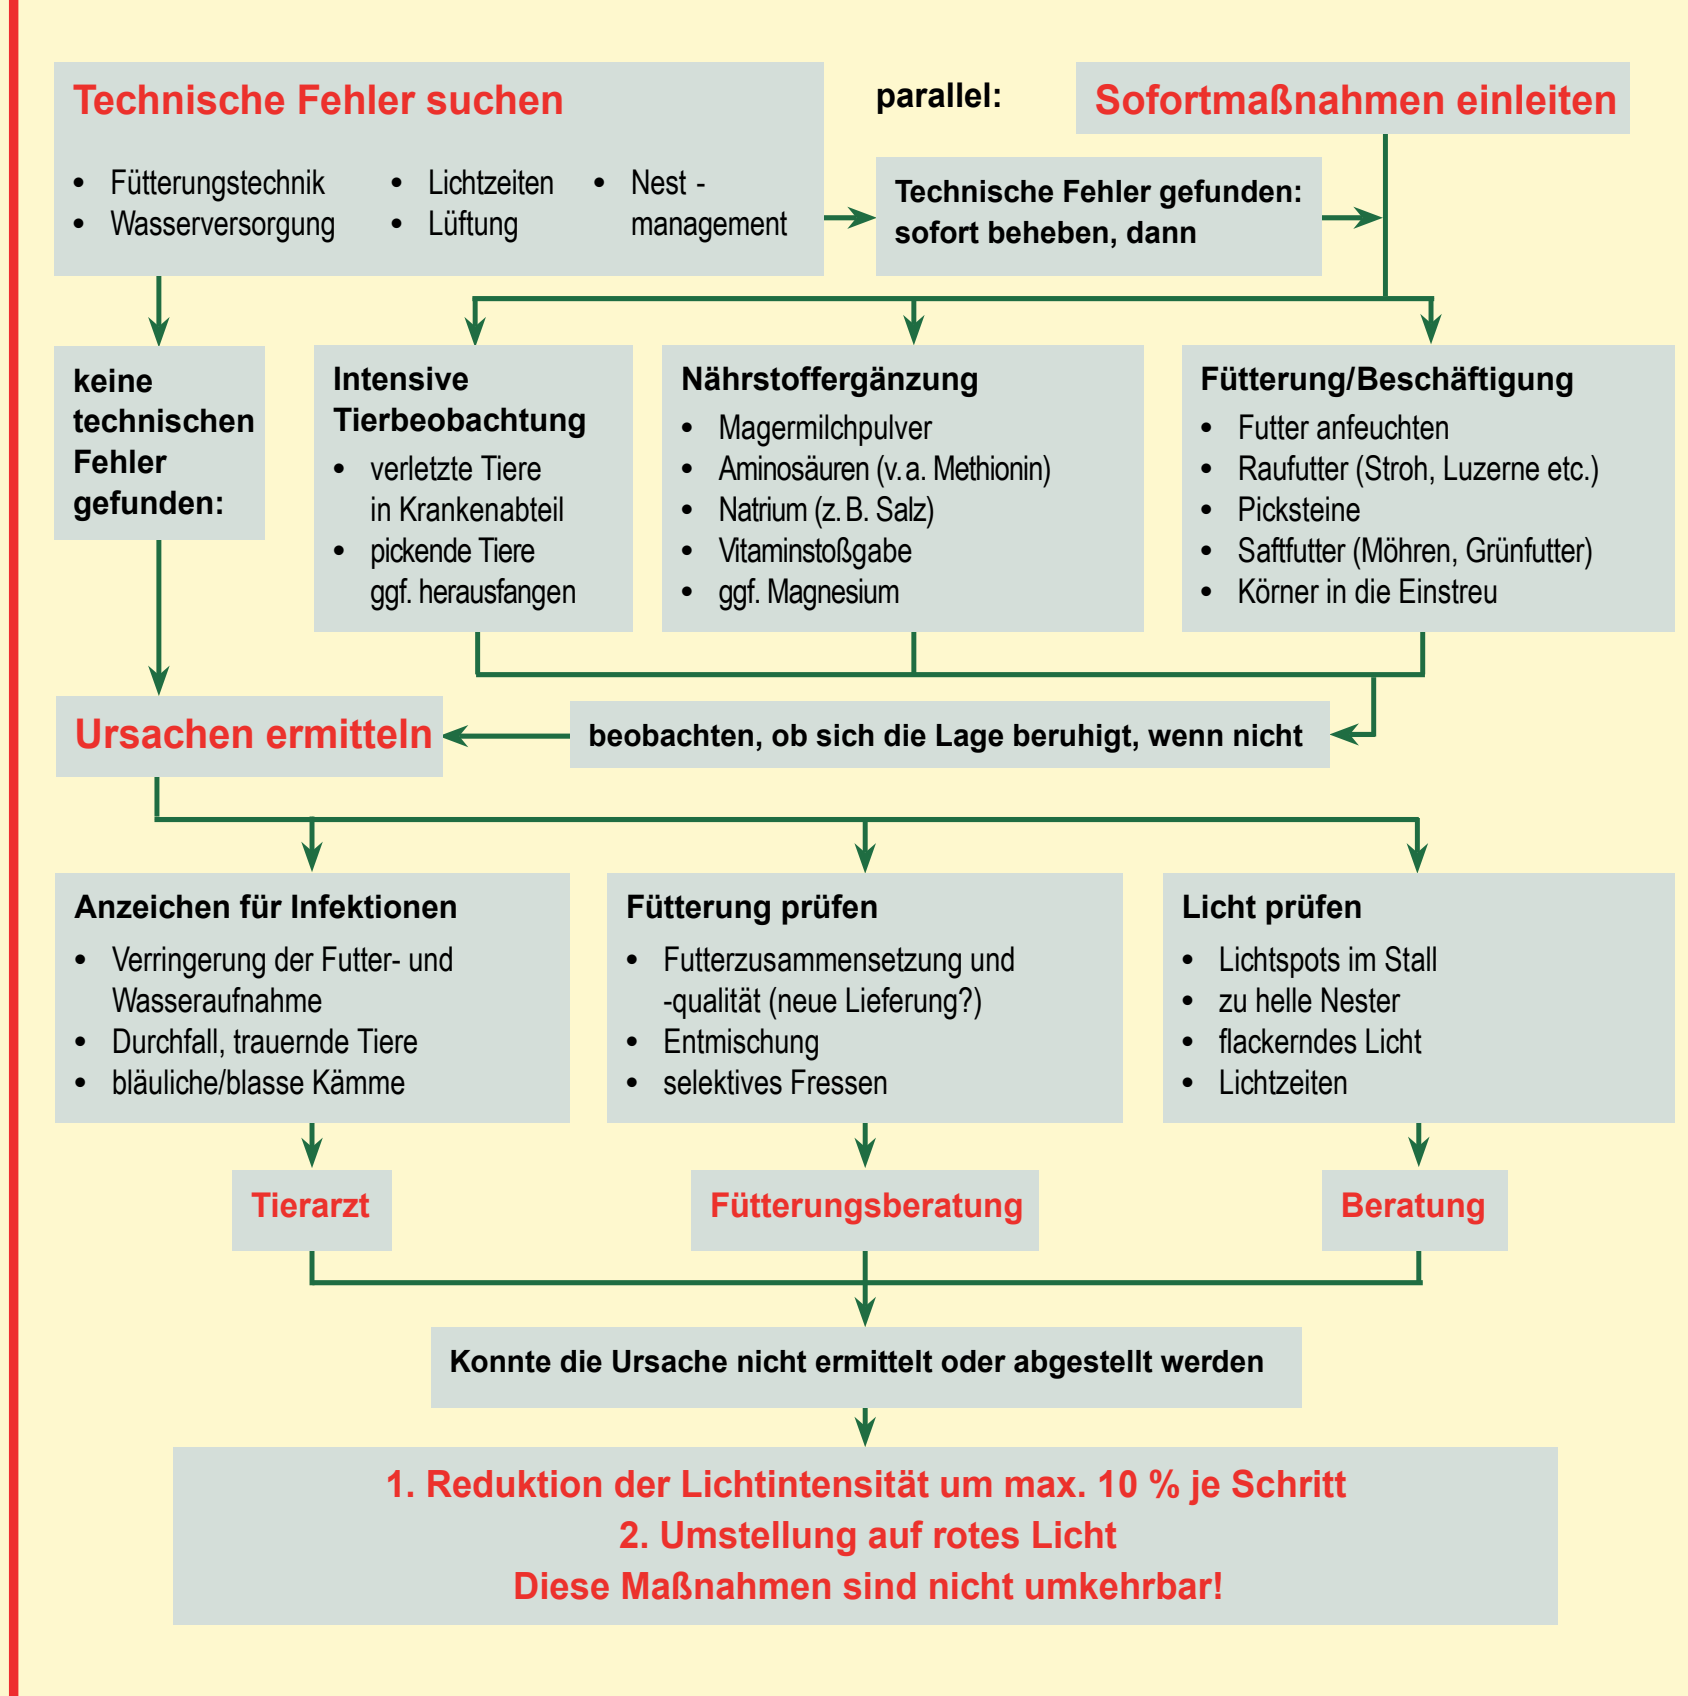 Technische Fehler suchen
• Fütterungstechnik
• Wasserversorgung
• Lichtzeiten
• Lüftung
• Nest -
management
parallel:
Sofortmaßnahmen einleiten
Technische Fehler gefunden:
sofort beheben, dann
keine
technischen
Fehler
gefunden:
Intensive
Tierbeobachtung
• verletzte Tiere
in Krankenabteil
• pickende Tiere
ggf. herausfangen
Nährstoffergänzung
• Magermilchpulver
• Aminosäuren (v. a. Methionin)
• Natrium (z. B. Salz)
• Vitaminstoßgabe
• ggf. Magnesium
Fütterung/Beschäftigung
• Futter anfeuchten
• Raufutter (Stroh, Luzerne etc.)
• Picksteine
• Saftfutter (Möhren, Grünfutter)
• Körner in die Einstreu
Ursachen ermitteln
beobachten, ob sich die Lage beruhigt, wenn nicht
Anzeichen für Infektionen
• Verringerung der Futter- und
Wasseraufnahme
• Durchfall, trauernde Tiere
• bläuliche/blasse Kämme
Fütterung prüfen
• Futterzusammensetzung und
-qualität (neue Lieferung?)
• Entmischung
• selektives Fressen
Licht prüfen
• Lichtspots im Stall
• zu helle Nester
• flackerndes Licht
• Lichtzeiten
Tierarzt
Fütterungsberatung
Beratung
Konnte die Ursache nicht ermittelt oder abgestellt werden
1. Reduktion der Lichtintensität um max. 10 % je Schritt
2. Umstellung auf rotes Licht
Diese Maßnahmen sind nicht umkehrbar!